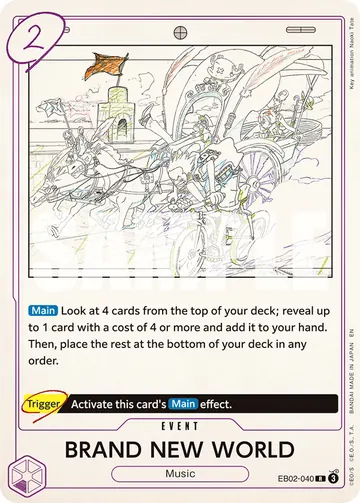 2
Key animation Naoki Tate
SAMPLE
Main Look at 4 cards from the top of your deck; reveal up
to 1 card with a cost of 4 or more and add it to your hand.
Then, place the rest at the bottom of your deck in any
order.
Trigger Activate this card's Main effect.
EVENT
BRAND NEW WORLD
Music
EB02-040 R 3
©E.O./S., ©E.O./S., T., A. BANDAI MADE IN JAPAN EN